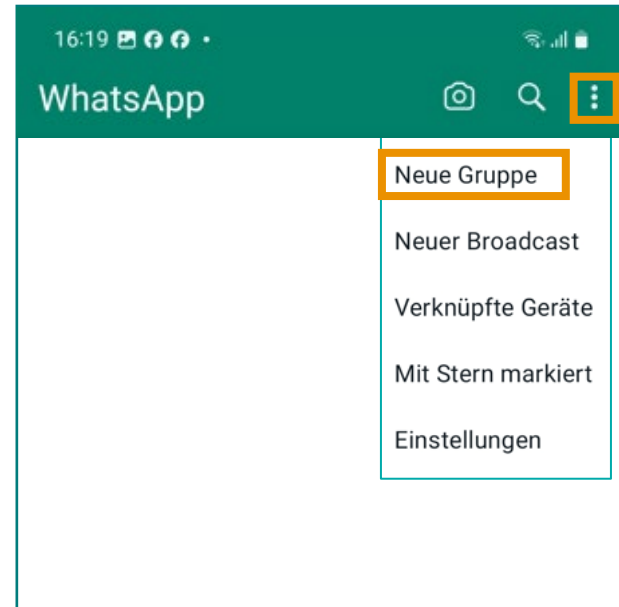 16:19
WhatsApp
Neue Gruppe
Neuer Broadcast
Verknüpfte Geräte
Mit Stern markiert
Einstellungen